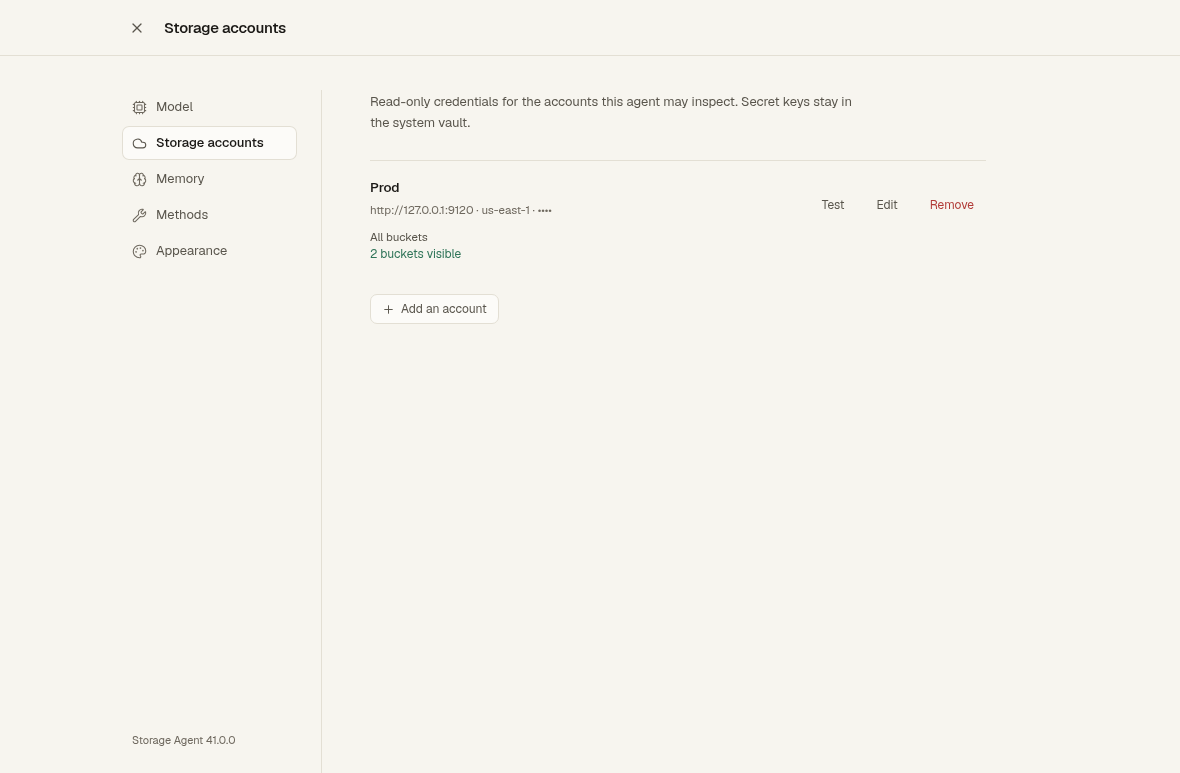 Storage accounts
Model
Storage accounts
Memory
Methods
Appearance
Storage Agent 41.0.0
Read-only credentials for the accounts this agent may inspect. Secret keys stay in
the system vault.
Prod
http://127.0.0.1:9120 · us-east-1 · ••••
All buckets
2 buckets visible
Test
Edit
Remove
Add an account